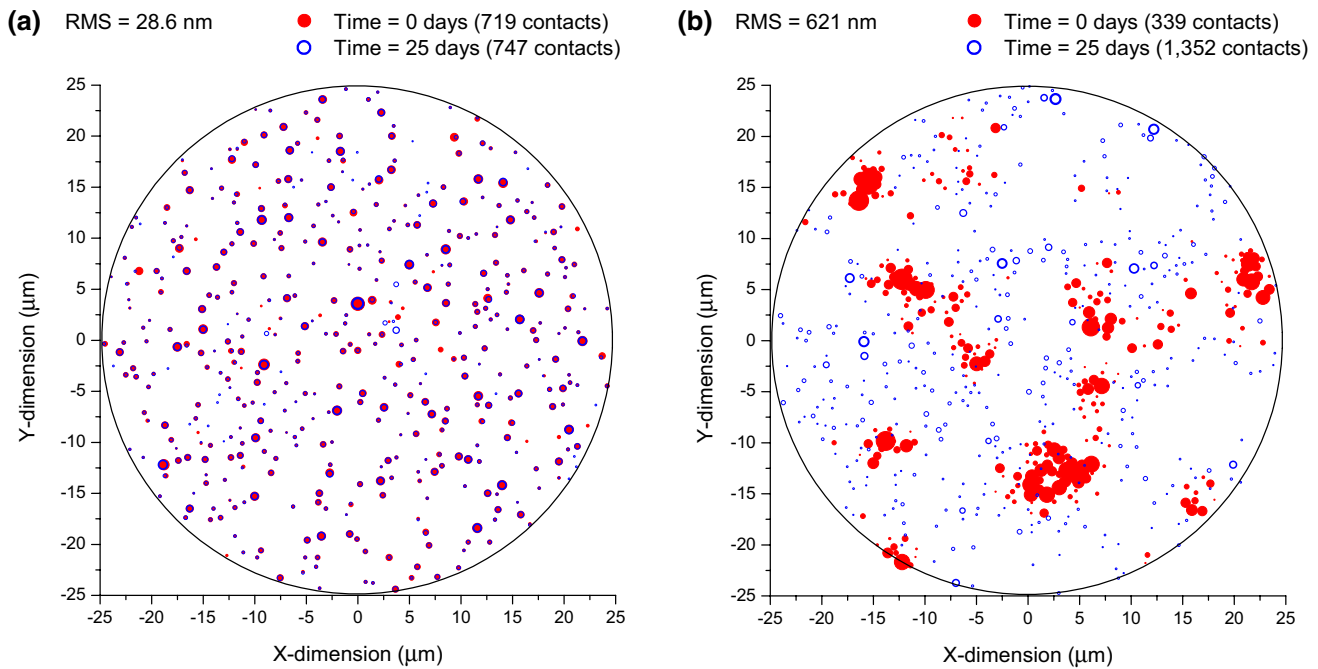 (a) RMS = 28.6 nm
Time = 0 days (719 contacts)
Time = 25 days (747 contacts)
25
20
15
10
5
0
-5
-10
-15
-20
-25
Y-dimension (μm)
-25 -20 -15 -10 -5 0 5 10 15 20 25
X-dimension (μm)
(b) RMS = 621 nm
Time = 0 days (339 contacts)
Time = 25 days (1,352 contacts)
25
20
15
10
5
0
-5
-10
-15
-20
-25
Y-dimension (μm)
-25 -20 -15 -10 -5 0 5 10 15 20 25
X-dimension (μm)